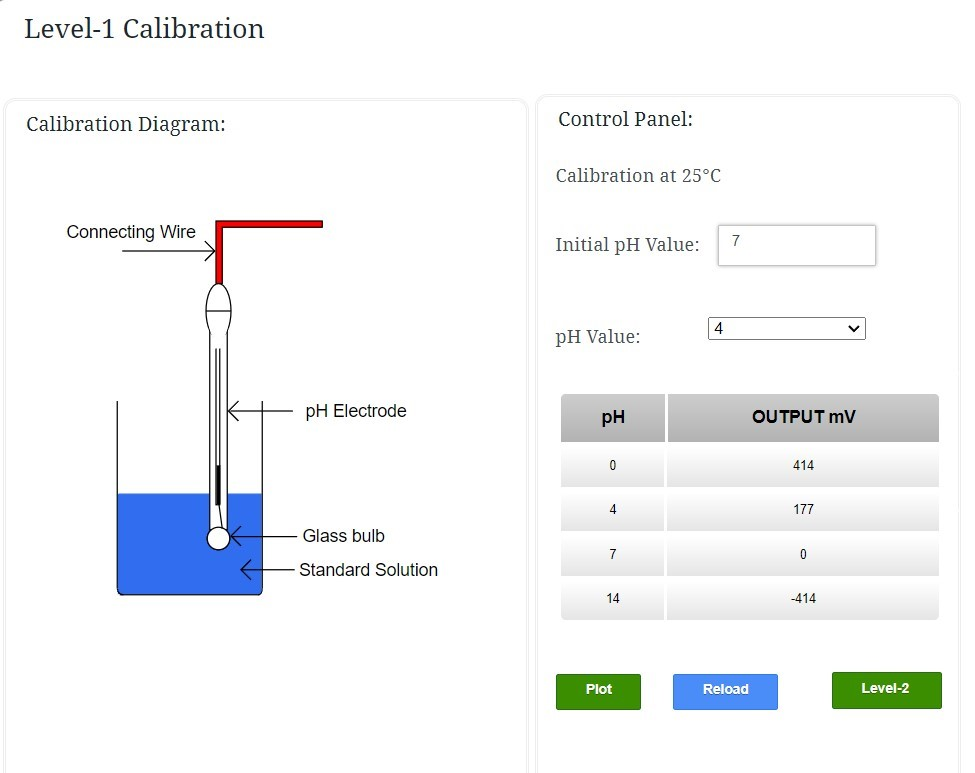 Level-1 Calibration
Calibration Diagram:
Connecting Wire
pH Electrode
Glass bulb
Standard Solution
Control Panel:
Calibration at 25°C
Initial pH Value: 7
pH Value: 4
pH OUTPUT mV
0 414
4 177
7 0
14 -414
Plot Reload Level-2